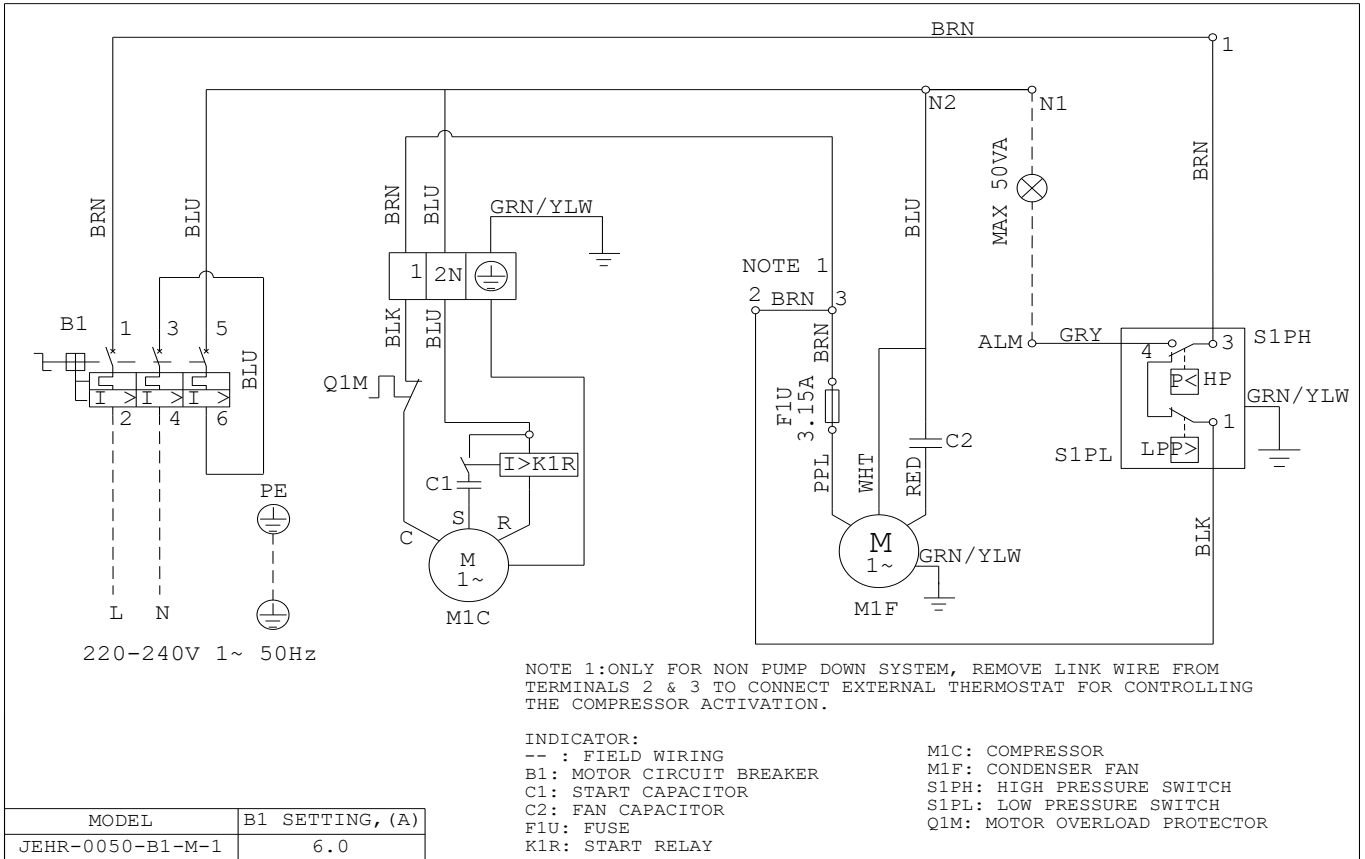 BRN
1
N2
N1
BRN
BLU
BRN
BLU
GRN/YLW
BLU
MAX 50VA
BRN
1
2N
NOTE 1
2
BRN
3
B1
1
3
5
BLU
BLK
BLU
BRN
ALM
GRY
4
3
S1PH
P<
HP
GRN/YLW
I >
I >
I >
2
4
6
Q1M
F1U
3.15A
C2
1
S1PL
LP
P>
I>K1R
C1
PE
PPL
WHT
RED
S
R
C
M
1~
M1C
M
1~
GRN/YLW
M1F
BLK
L
N
220-240V 1~ 50Hz
NOTE 1:ONLY FOR NON PUMP DOWN SYSTEM, REMOVE LINK WIRE FROM
TERMINALS 2 & 3 TO CONNECT EXTERNAL THERMOSTAT FOR CONTROLLING
THE COMPRESSOR ACTIVATION.
INDICATOR:
-- : FIELD WIRING
B1: MOTOR CIRCUIT BREAKER
C1: START CAPACITOR
C2: FAN CAPACITOR
F1U: FUSE
K1R: START RELAY
M1C: COMPRESSOR
M1F: CONDENSER FAN
S1PH: HIGH PRESSURE SWITCH
S1PL: LOW PRESSURE SWITCH
Q1M: MOTOR OVERLOAD PROTECTOR
MODEL
B1 SETTING,(A)
JEHR-0050-B1-M-1
6.0